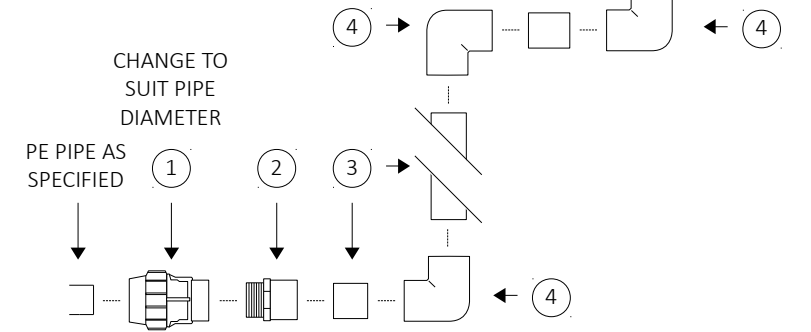 4
4
CHANGE TO
SUIT PIPE
DIAMETER
PE PIPE AS
SPECIFIED
1
2
3
4